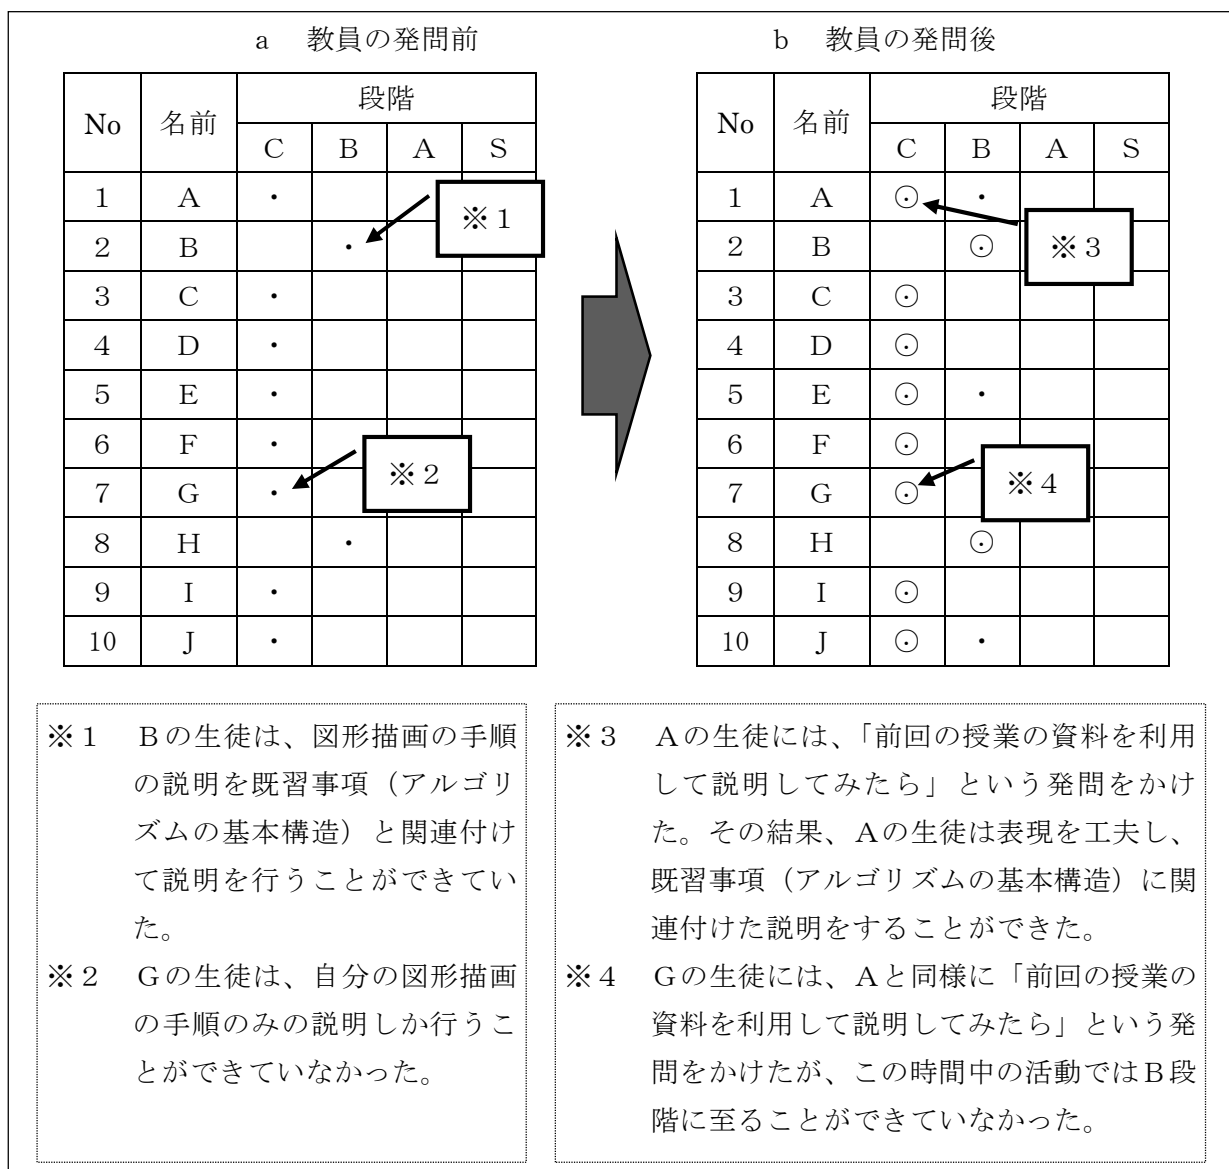 a　教員の発問前
No 名前 段階
C B A S
1 A ・
2 B ・
3 C ・
4 D ・
5 E ・
6 F ・
7 G ・
8 H ・
9 I ・
10 J ・
※１
※２
b　教員の発問後
No 名前 段階
C B A S
1 A ⊙ ・
2 B ⊙
3 C ⊙
4 D ⊙
5 E ⊙ ・
6 F ⊙
7 G ⊙
8 H ⊙
9 I ⊙
10 J ⊙ ・
※３
※４
※１　Ｂの生徒は、図形描画の手順
の説明を既習事項（アルゴリ
ズムの基本構造）と関連付け
て説明を行うことができてい
た。
※２　Ｇの生徒は、自分の図形描画
の手順のみの説明しか行うこ
とができていなかった。
※３　Ａの生徒には、「前回の授業の資料を利用
して説明してみたら」という発問をかけ
た。その結果、Ａの生徒は表現を工夫し、
既習事項（アルゴリズムの基本構造）に関
連付けた説明をすることができた。
※４　Ｇの生徒には、Ａと同様に「前回の授業の
資料を利用して説明してみたら」という発
問をかけたが、この時間中の活動ではＢ段
階に至ることができていなかった。